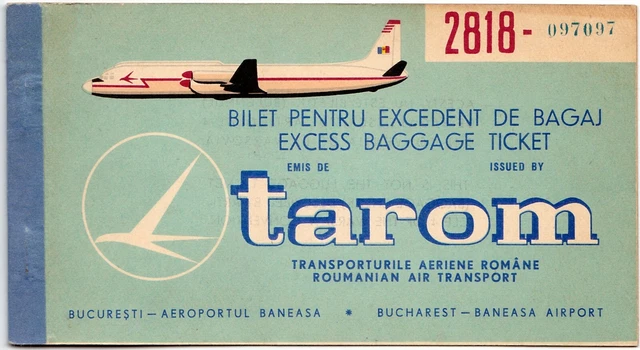 2818- 097097
BILET PENTRU EXCEDENT DE BAGAJ
EXCESS BAGGAGE TICKET
EMIS DE ISSUED BY
tarom
TRANSPORTURILE AERIENE ROMÂNE
ROUMANIAN AIR TRANSPORT
BUCUREŞTI — AEROPORTUL BANEASA * BUCHAREST — BANEASA AIRPORT